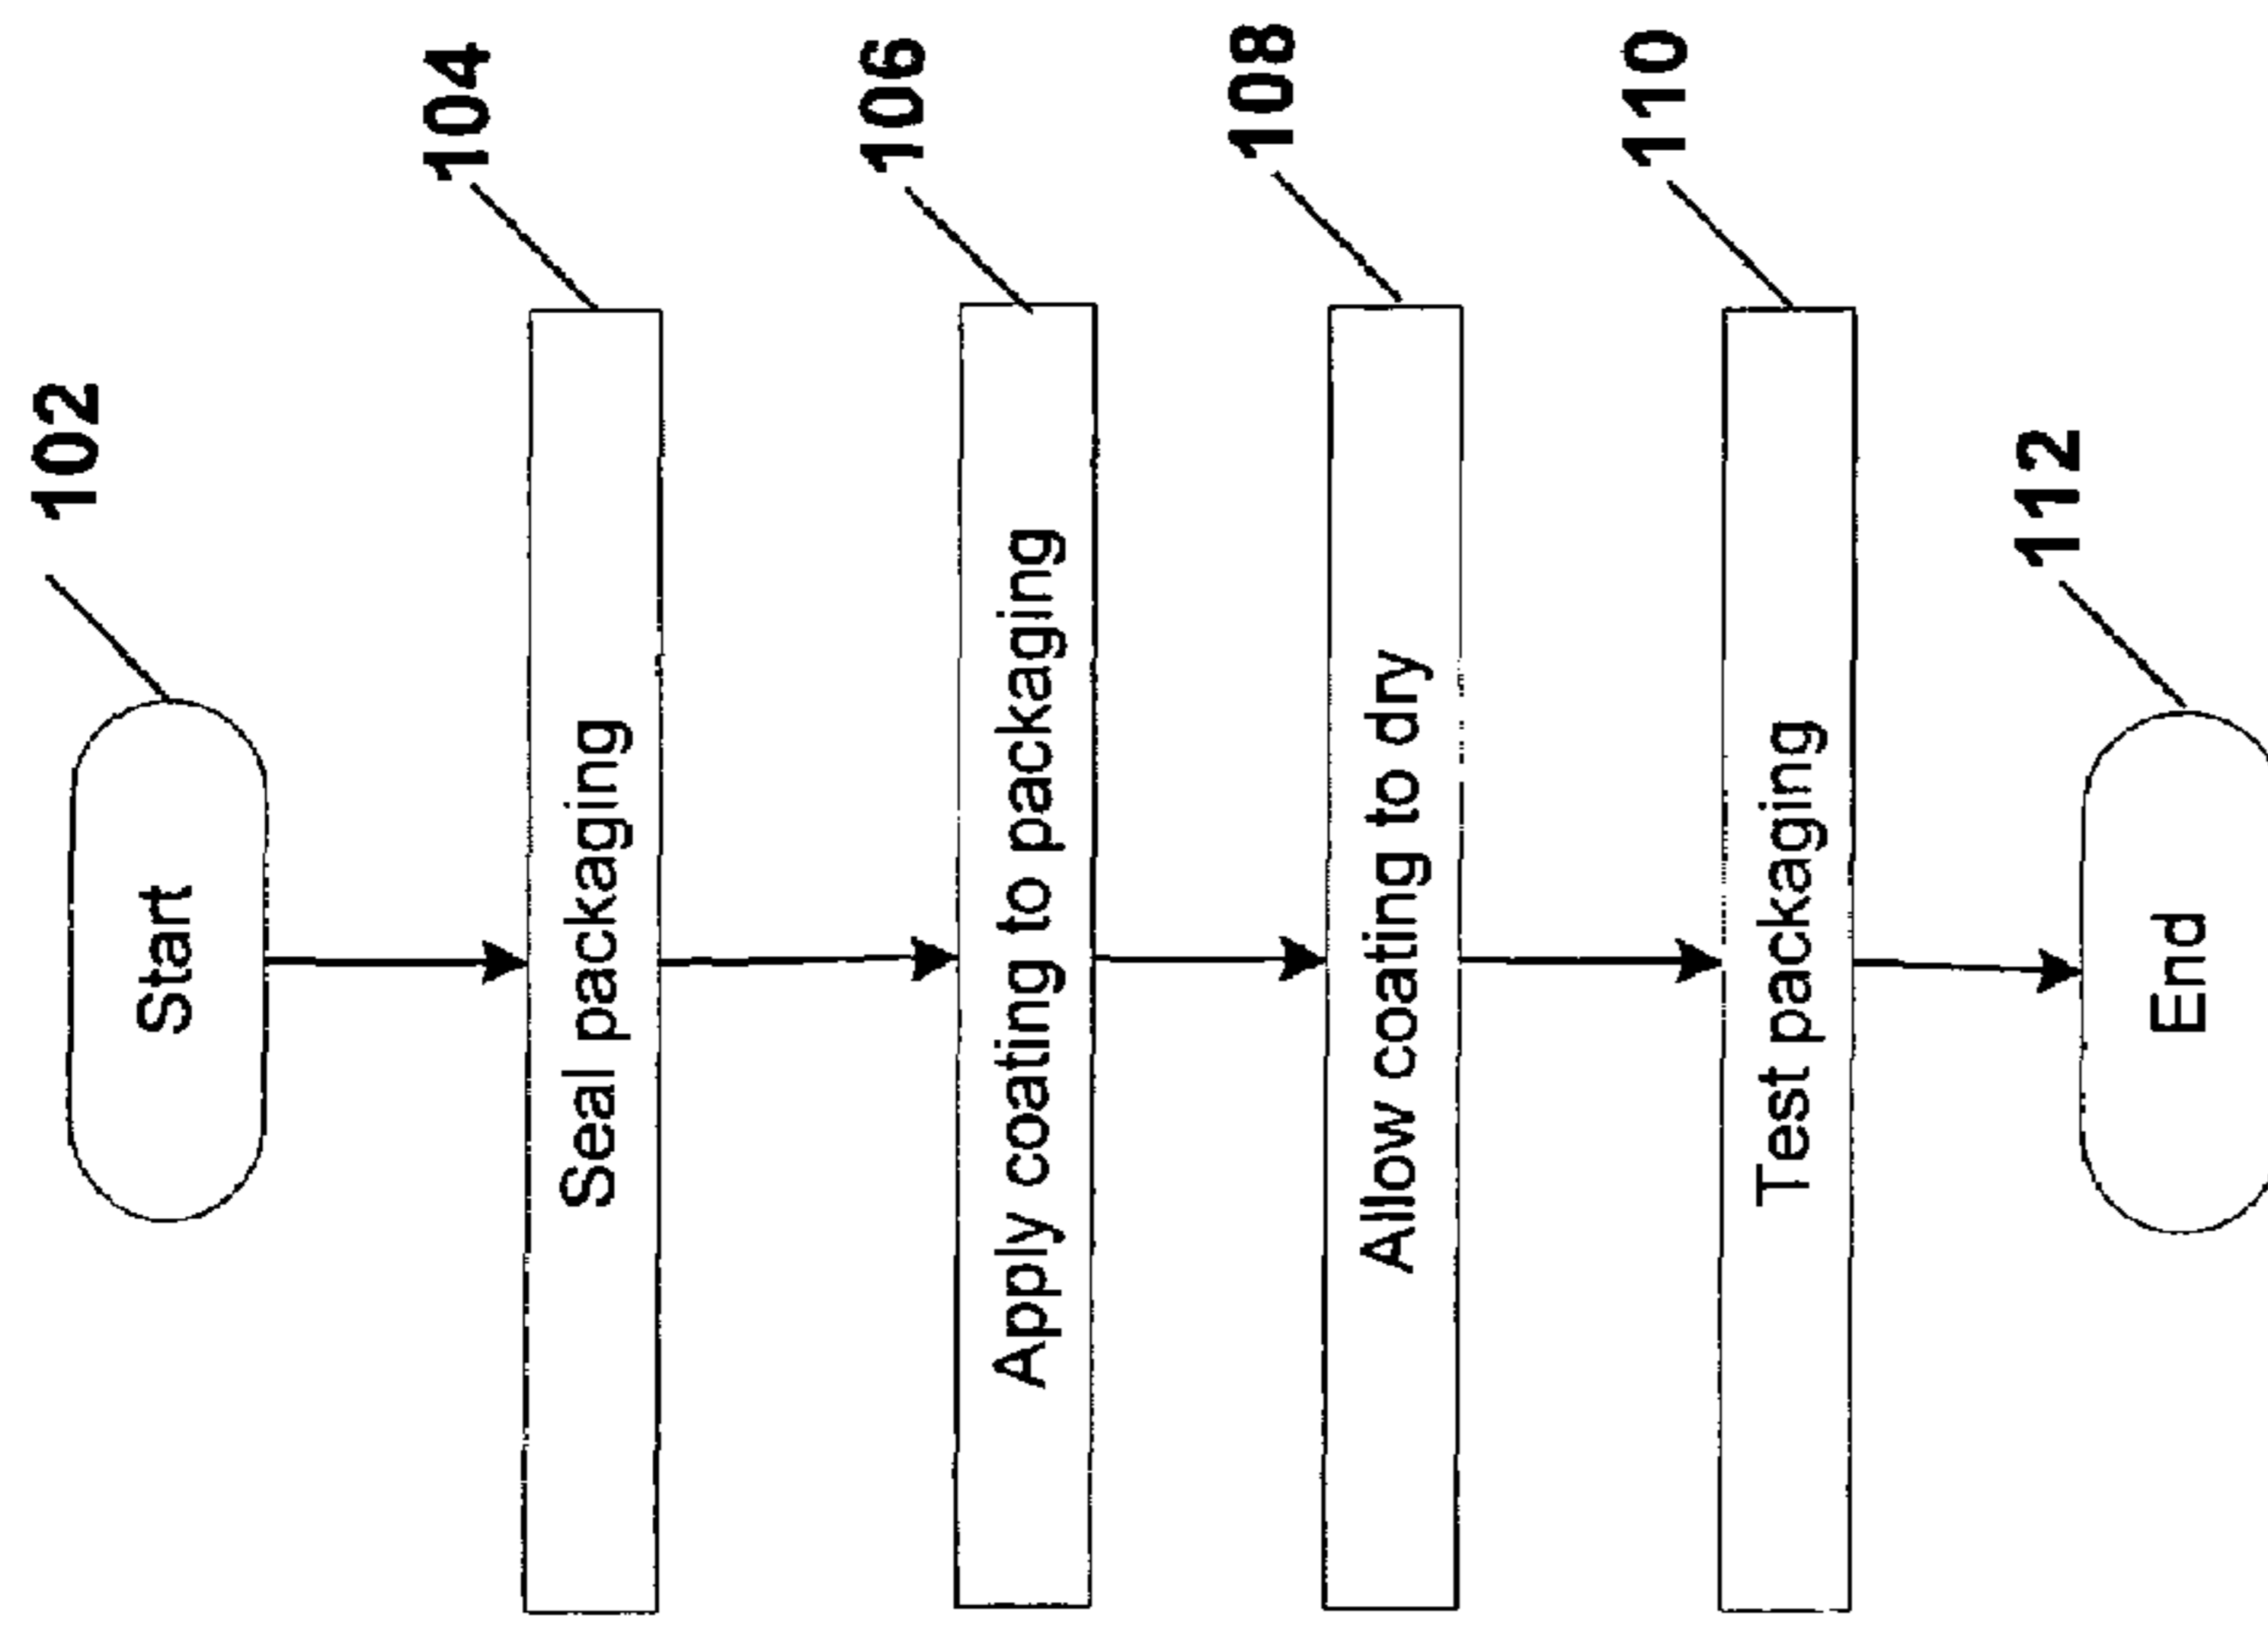 102
Start
104
Seal packaging
106
Apply coating to packaging
108
Allow coating to dry
110
Test packaging
112
End